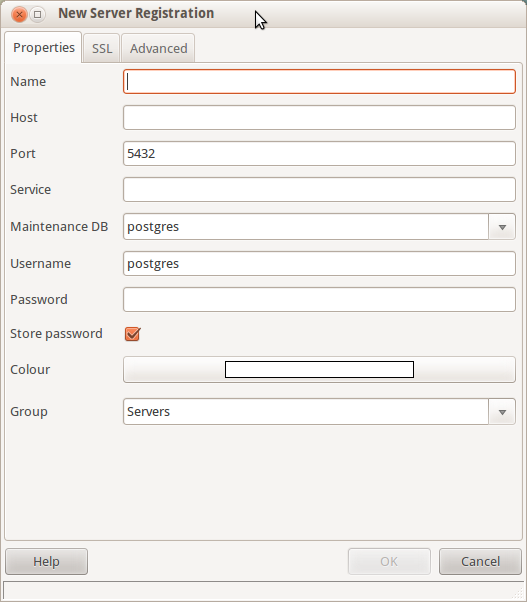 New Server Registration
Properties SSL Advanced
Name
Host
Port 5432
Service
Maintenance DB postgres
Username postgres
Password
Store password
Colour
Group Servers
Help OK Cancel